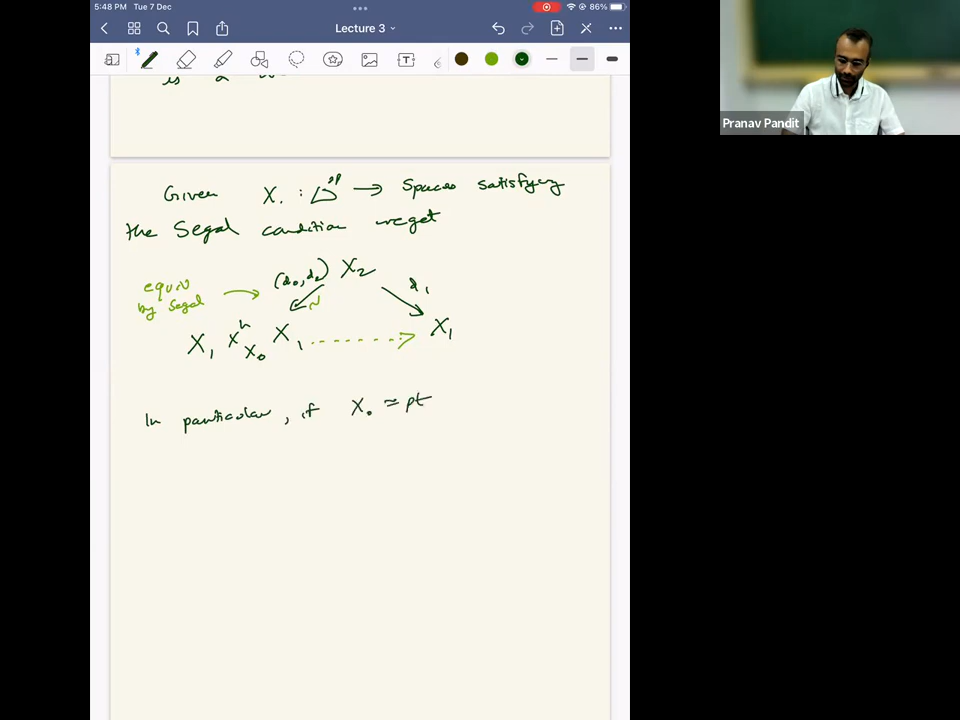 5:48 PM Tue 7 Dec
86%
Lecture 3
Pranav Pandit
is a
Given X. : Δ^op → Spaces satisfying
the Segal condition we get
(d₀, d₂) X₂ d₁
equiv
by Segal
~
X₁ ×^h_{X₀} X₁ ⇢ X₁
In particular, if X₀ ≃ pt